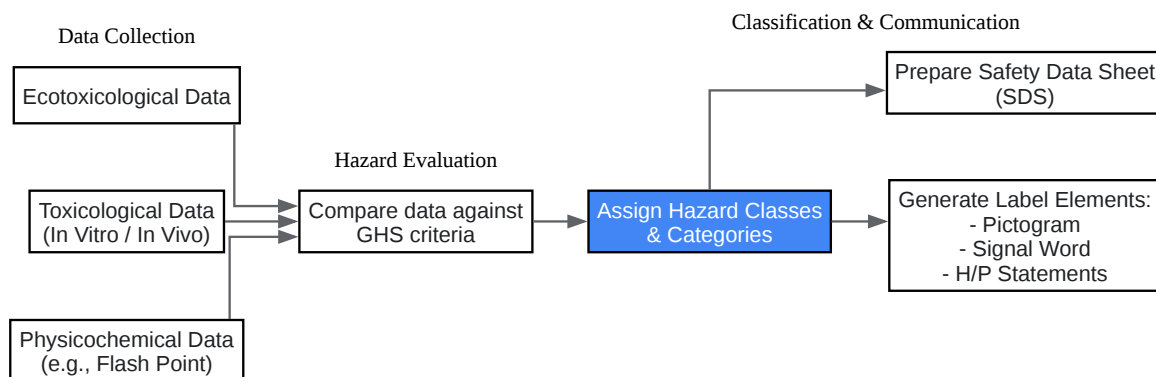 Classification & Communication
Data Collection
Ecotoxicological Data
Prepare Safety Data Sheet
(SDS)
Hazard Evaluation
Toxicological Data
(In Vitro / In Vivo)
Compare data against
GHS criteria
Assign Hazard Classes
& Categories
Generate Label Elements:
- Pictogram
- Signal Word
- H/P Statements
Physicochemical Data
(e.g., Flash Point)